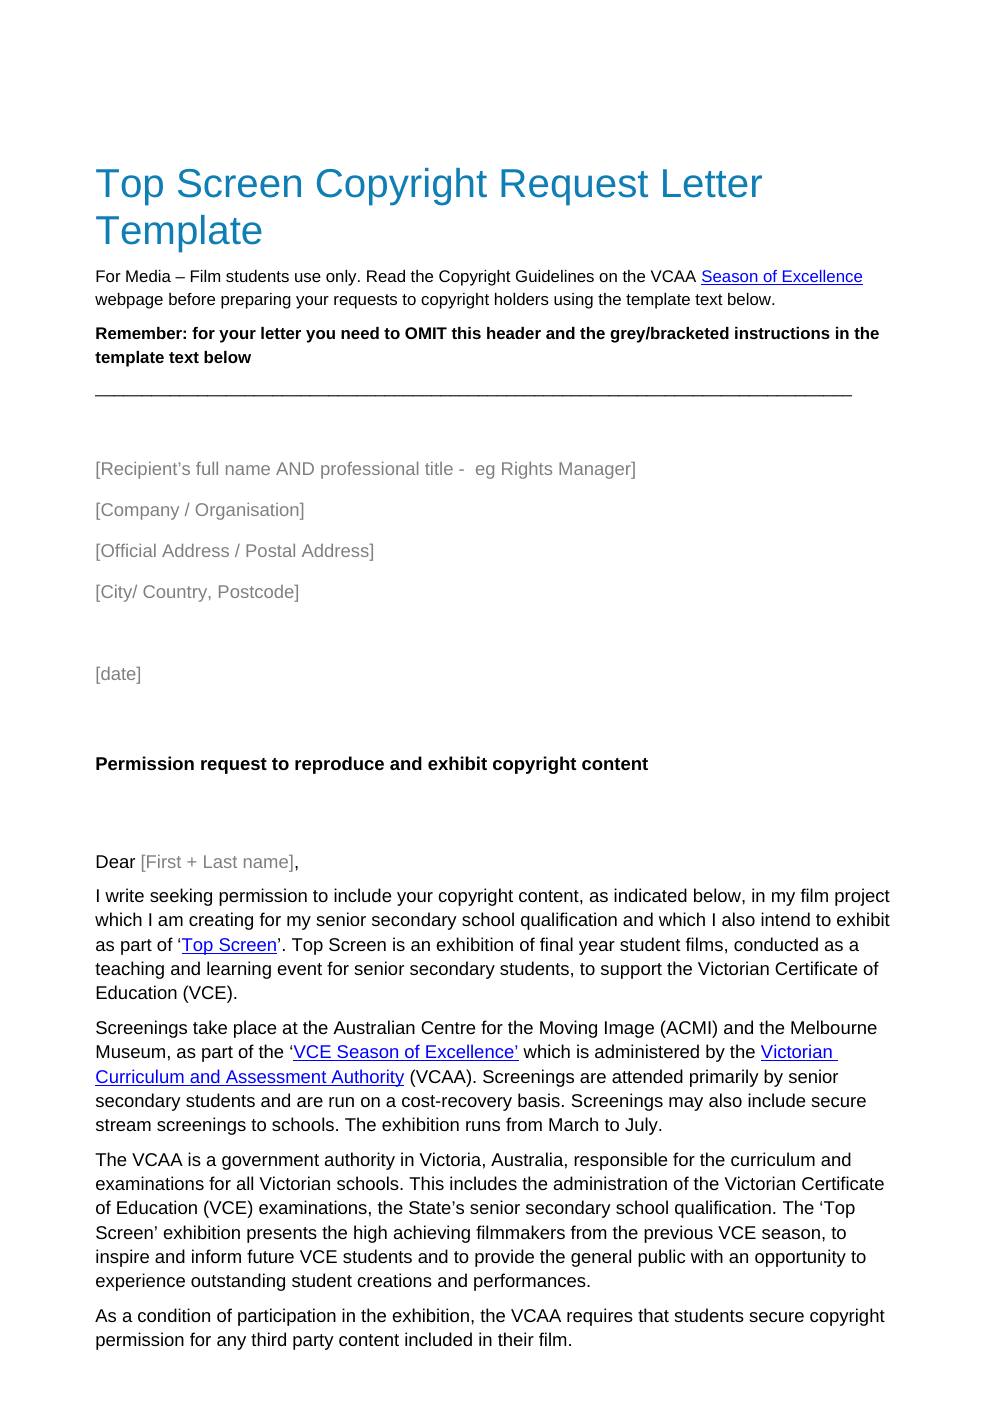 Top Screen Copyright Request Letter
Template
For Media – Film students use only. Read the Copyright Guidelines on the VCAA Season of Excellence
webpage before preparing your requests to copyright holders using the template text below.
Remember: for your letter you need to OMIT this header and the grey/bracketed instructions in the
template text below
[Recipient’s full name AND professional title -  eg Rights Manager]
[Company / Organisation]
[Official Address / Postal Address]
[City/ Country, Postcode]
[date]
Permission request to reproduce and exhibit copyright content
Dear [First + Last name],
I write seeking permission to include your copyright content, as indicated below, in my film project
which I am creating for my senior secondary school qualification and which I also intend to exhibit
as part of ‘Top Screen’. Top Screen is an exhibition of final year student films, conducted as a
teaching and learning event for senior secondary students, to support the Victorian Certificate of
Education (VCE).
Screenings take place at the Australian Centre for the Moving Image (ACMI) and the Melbourne
Museum, as part of the ‘VCE Season of Excellence’ which is administered by the Victorian
Curriculum and Assessment Authority (VCAA). Screenings are attended primarily by senior
secondary students and are run on a cost-recovery basis. Screenings may also include secure
stream screenings to schools. The exhibition runs from March to July.
The VCAA is a government authority in Victoria, Australia, responsible for the curriculum and
examinations for all Victorian schools. This includes the administration of the Victorian Certificate
of Education (VCE) examinations, the State’s senior secondary school qualification. The ‘Top
Screen’ exhibition presents the high achieving filmmakers from the previous VCE season, to
inspire and inform future VCE students and to provide the general public with an opportunity to
experience outstanding student creations and performances.
As a condition of participation in the exhibition, the VCAA requires that students secure copyright
permission for any third party content included in their film.